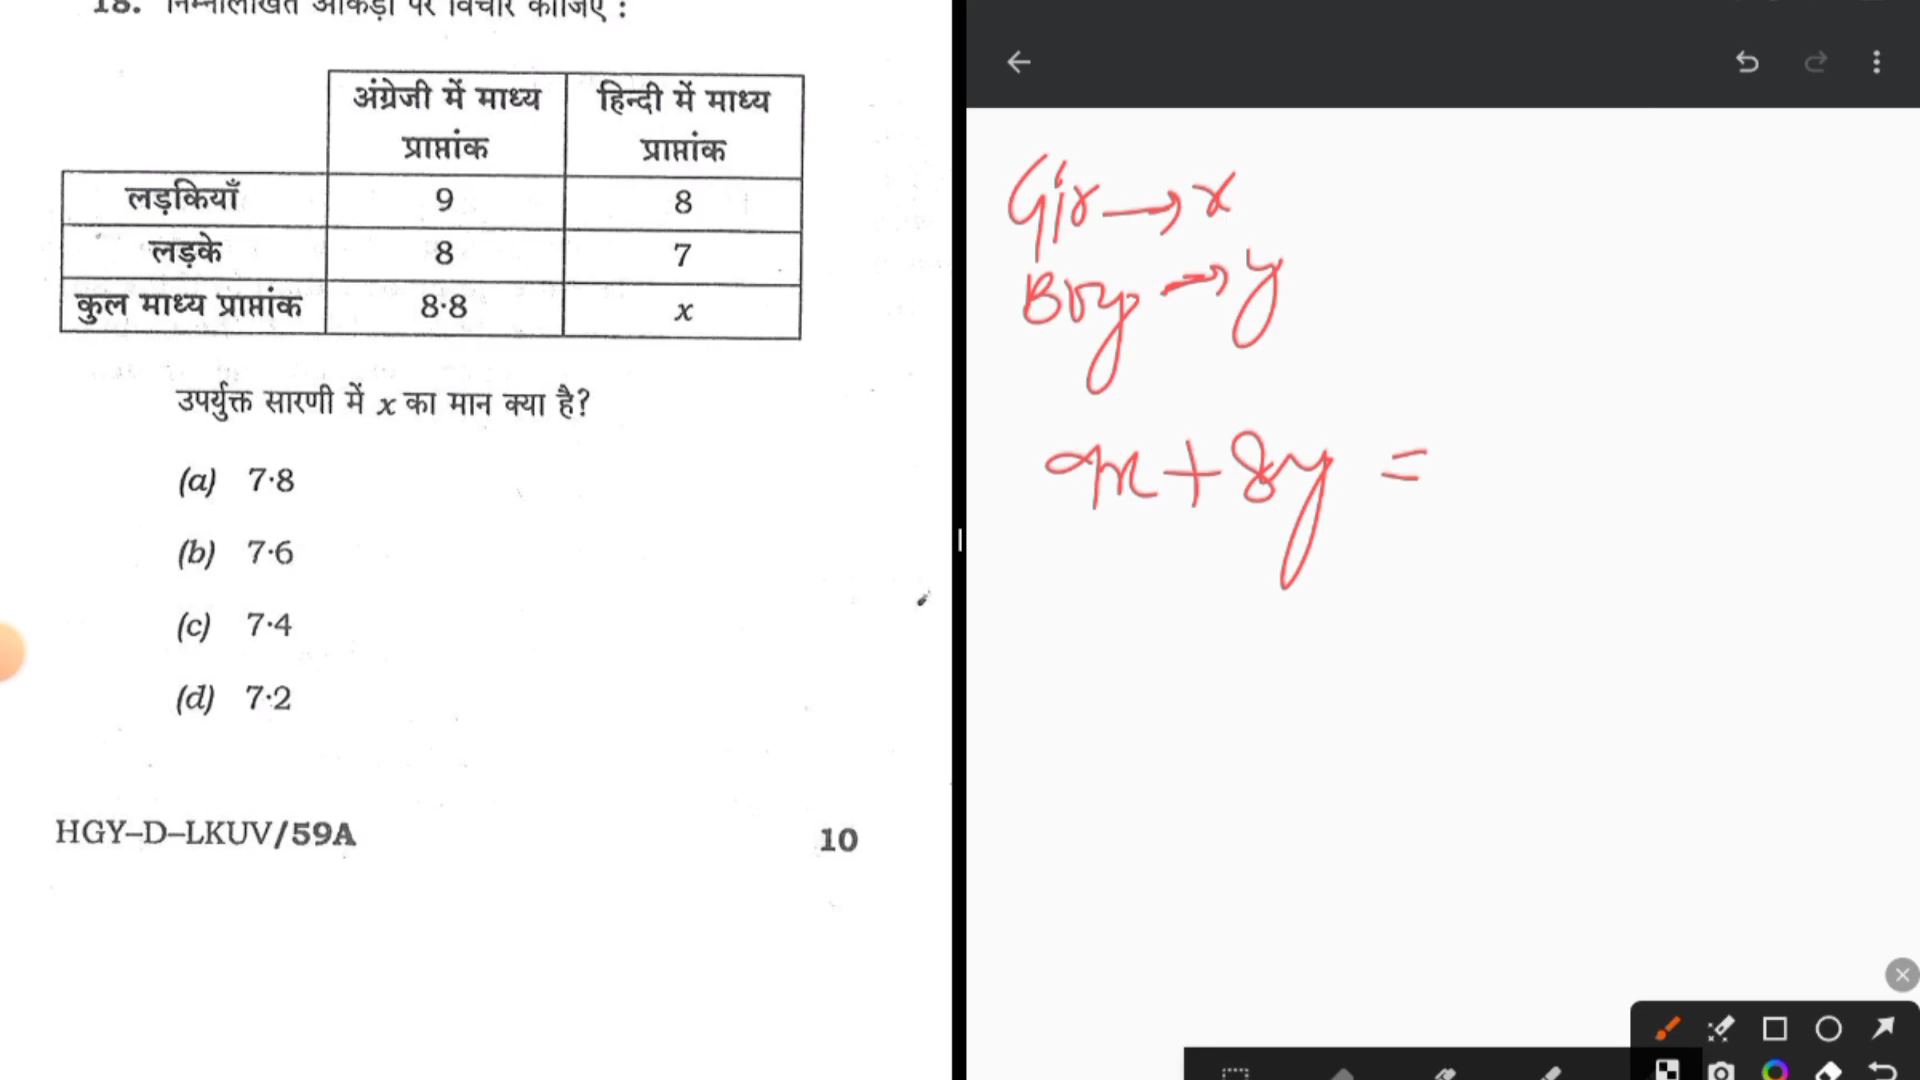 18. निम्नलिखित आँकड़ों पर विचार कीजिए :
अंग्रेजी में माध्य प्राप्तांक
हिन्दी में माध्य प्राप्तांक
लड़कियाँ 9 8
लड़के 8 7
कुल माध्य प्राप्तांक 8·8 x
उपर्युक्त सारणी में x का मान क्या है?
(a) 7·8
(b) 7·6
(c) 7·4
(d) 7·2
HGY–D–LKUV/59A 10
Gir → x
Boy → y
9x + 8y =